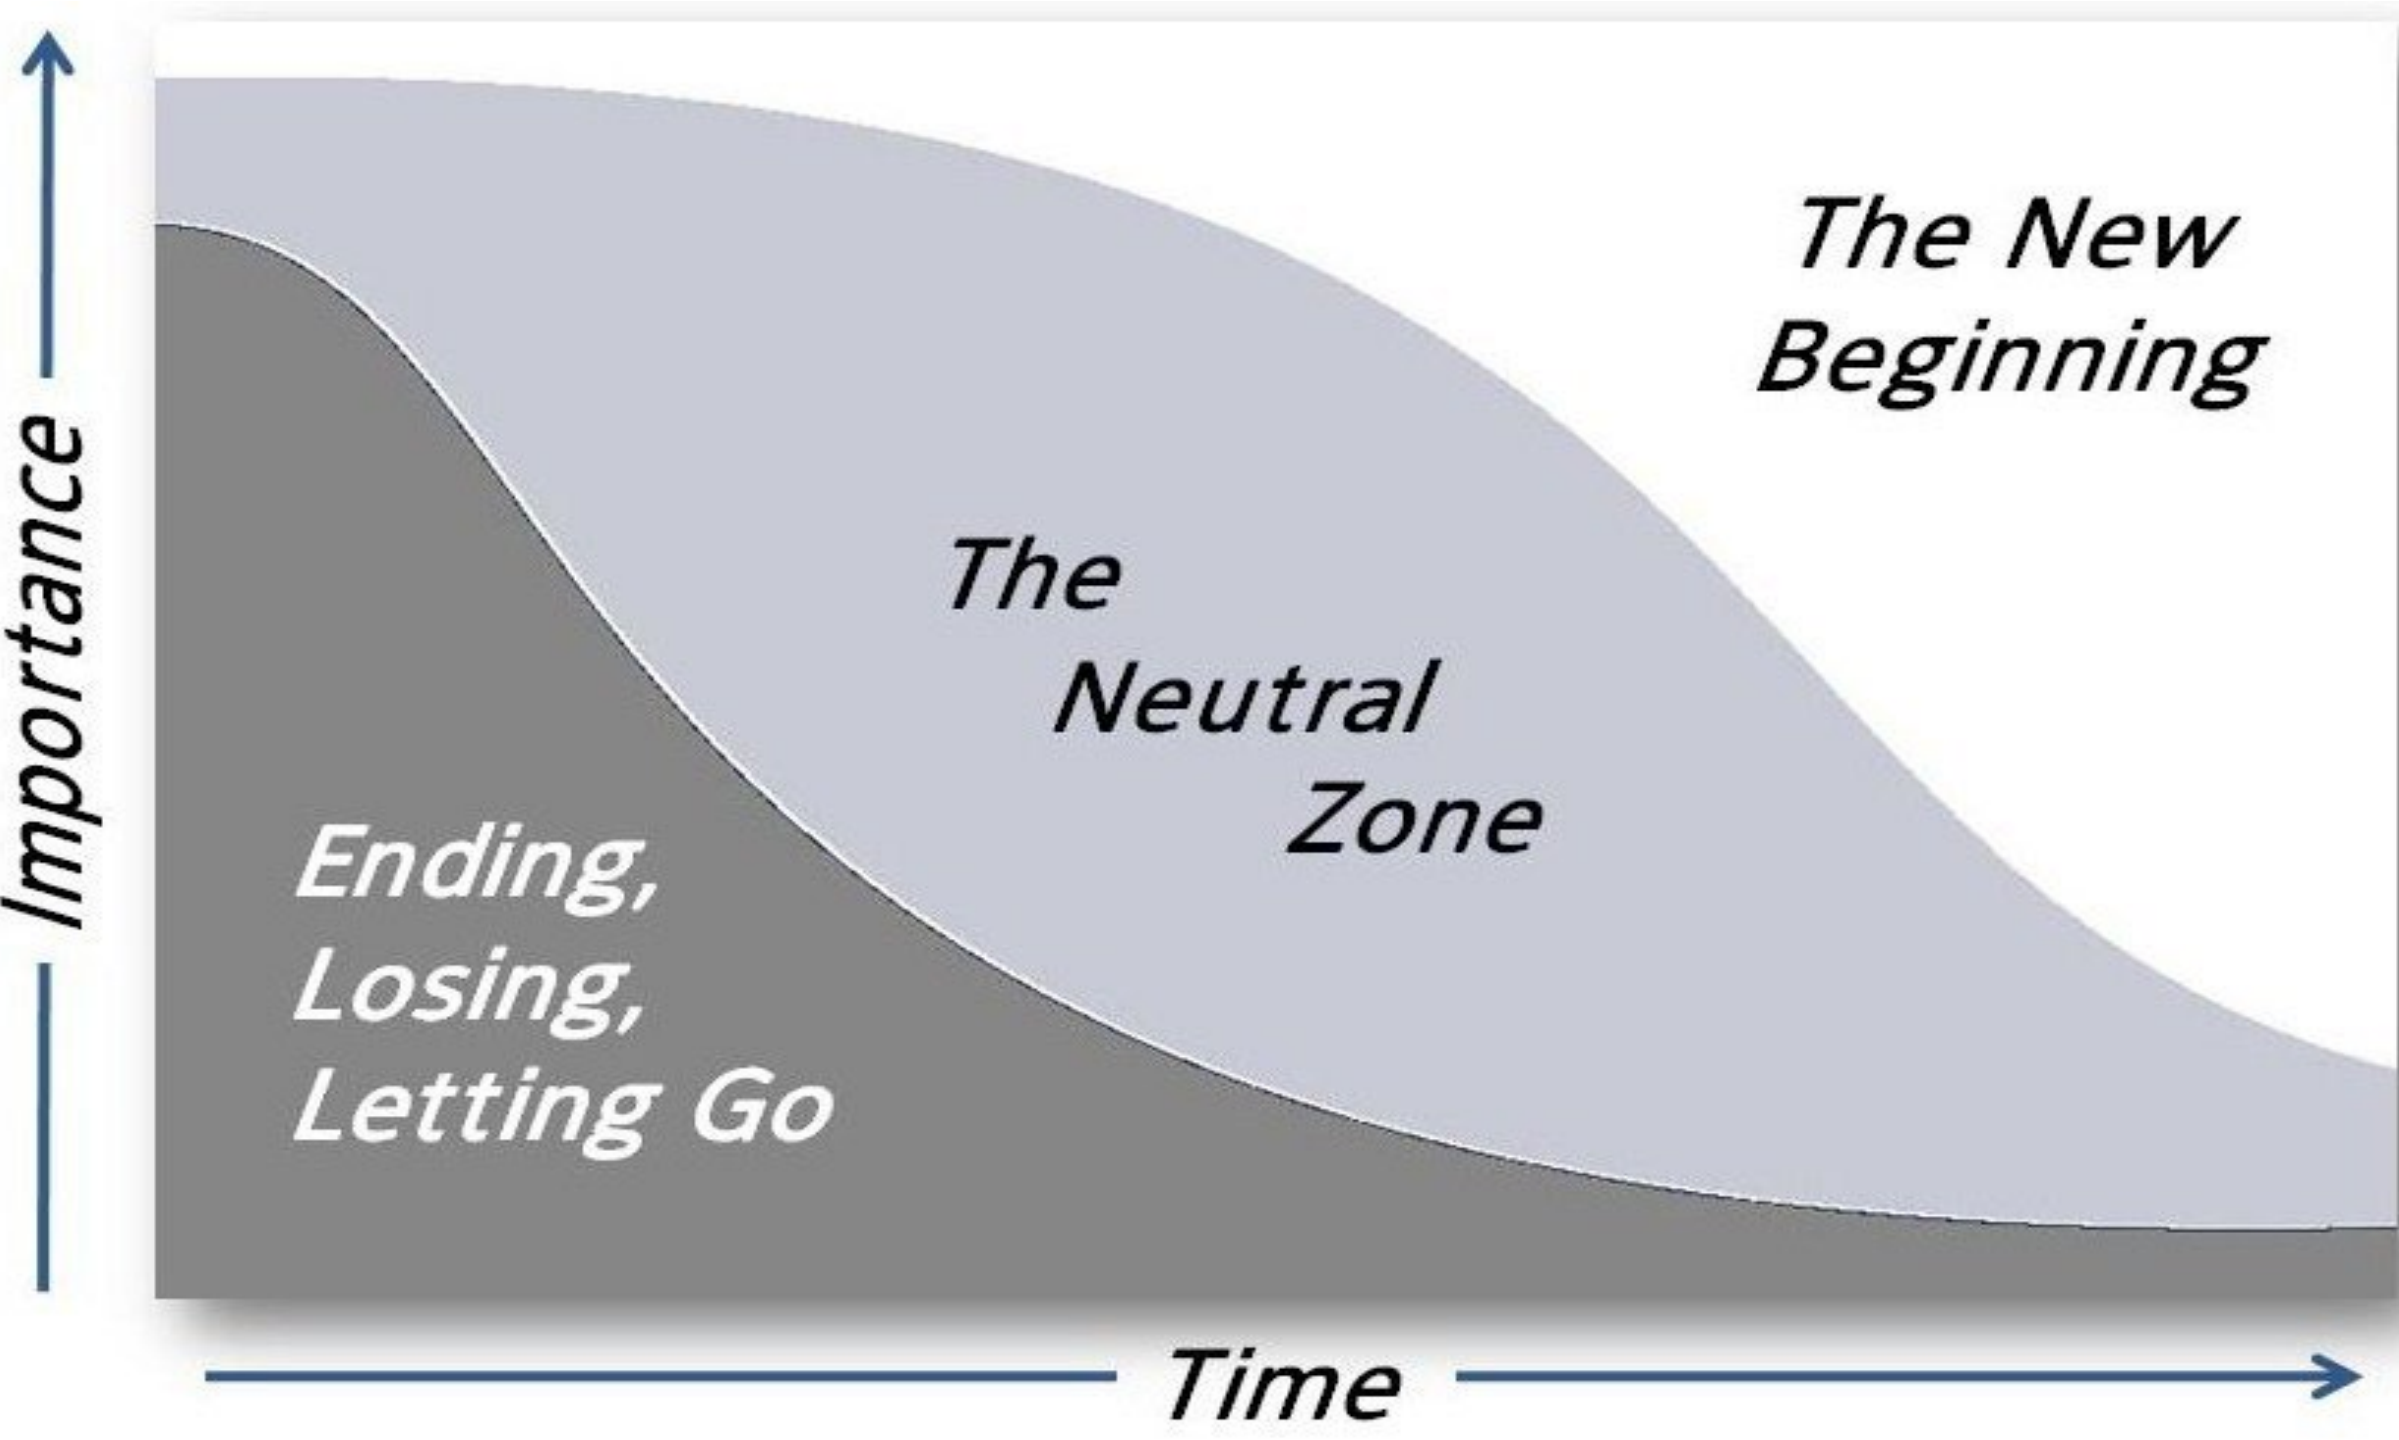 Importance
The New
Beginning
The
Neutral
Zone
Ending,
Losing,
Letting Go
Time